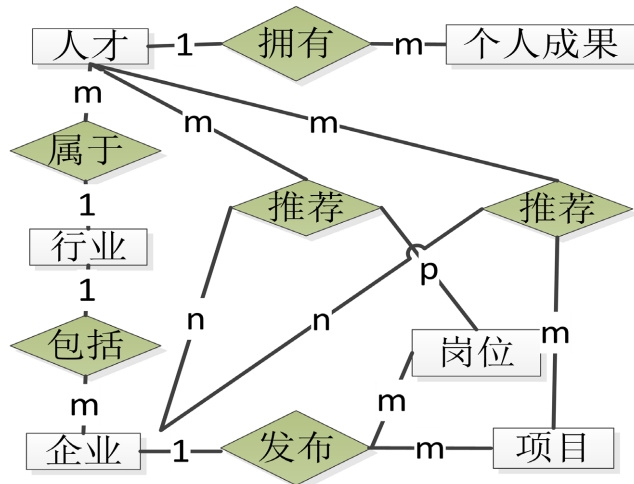 人才 1 拥有 m 个人成果
m m m
属于
1 推荐 推荐
行业
1 p
n n m
包括 岗位
m m
企业 1 发布 m 项目